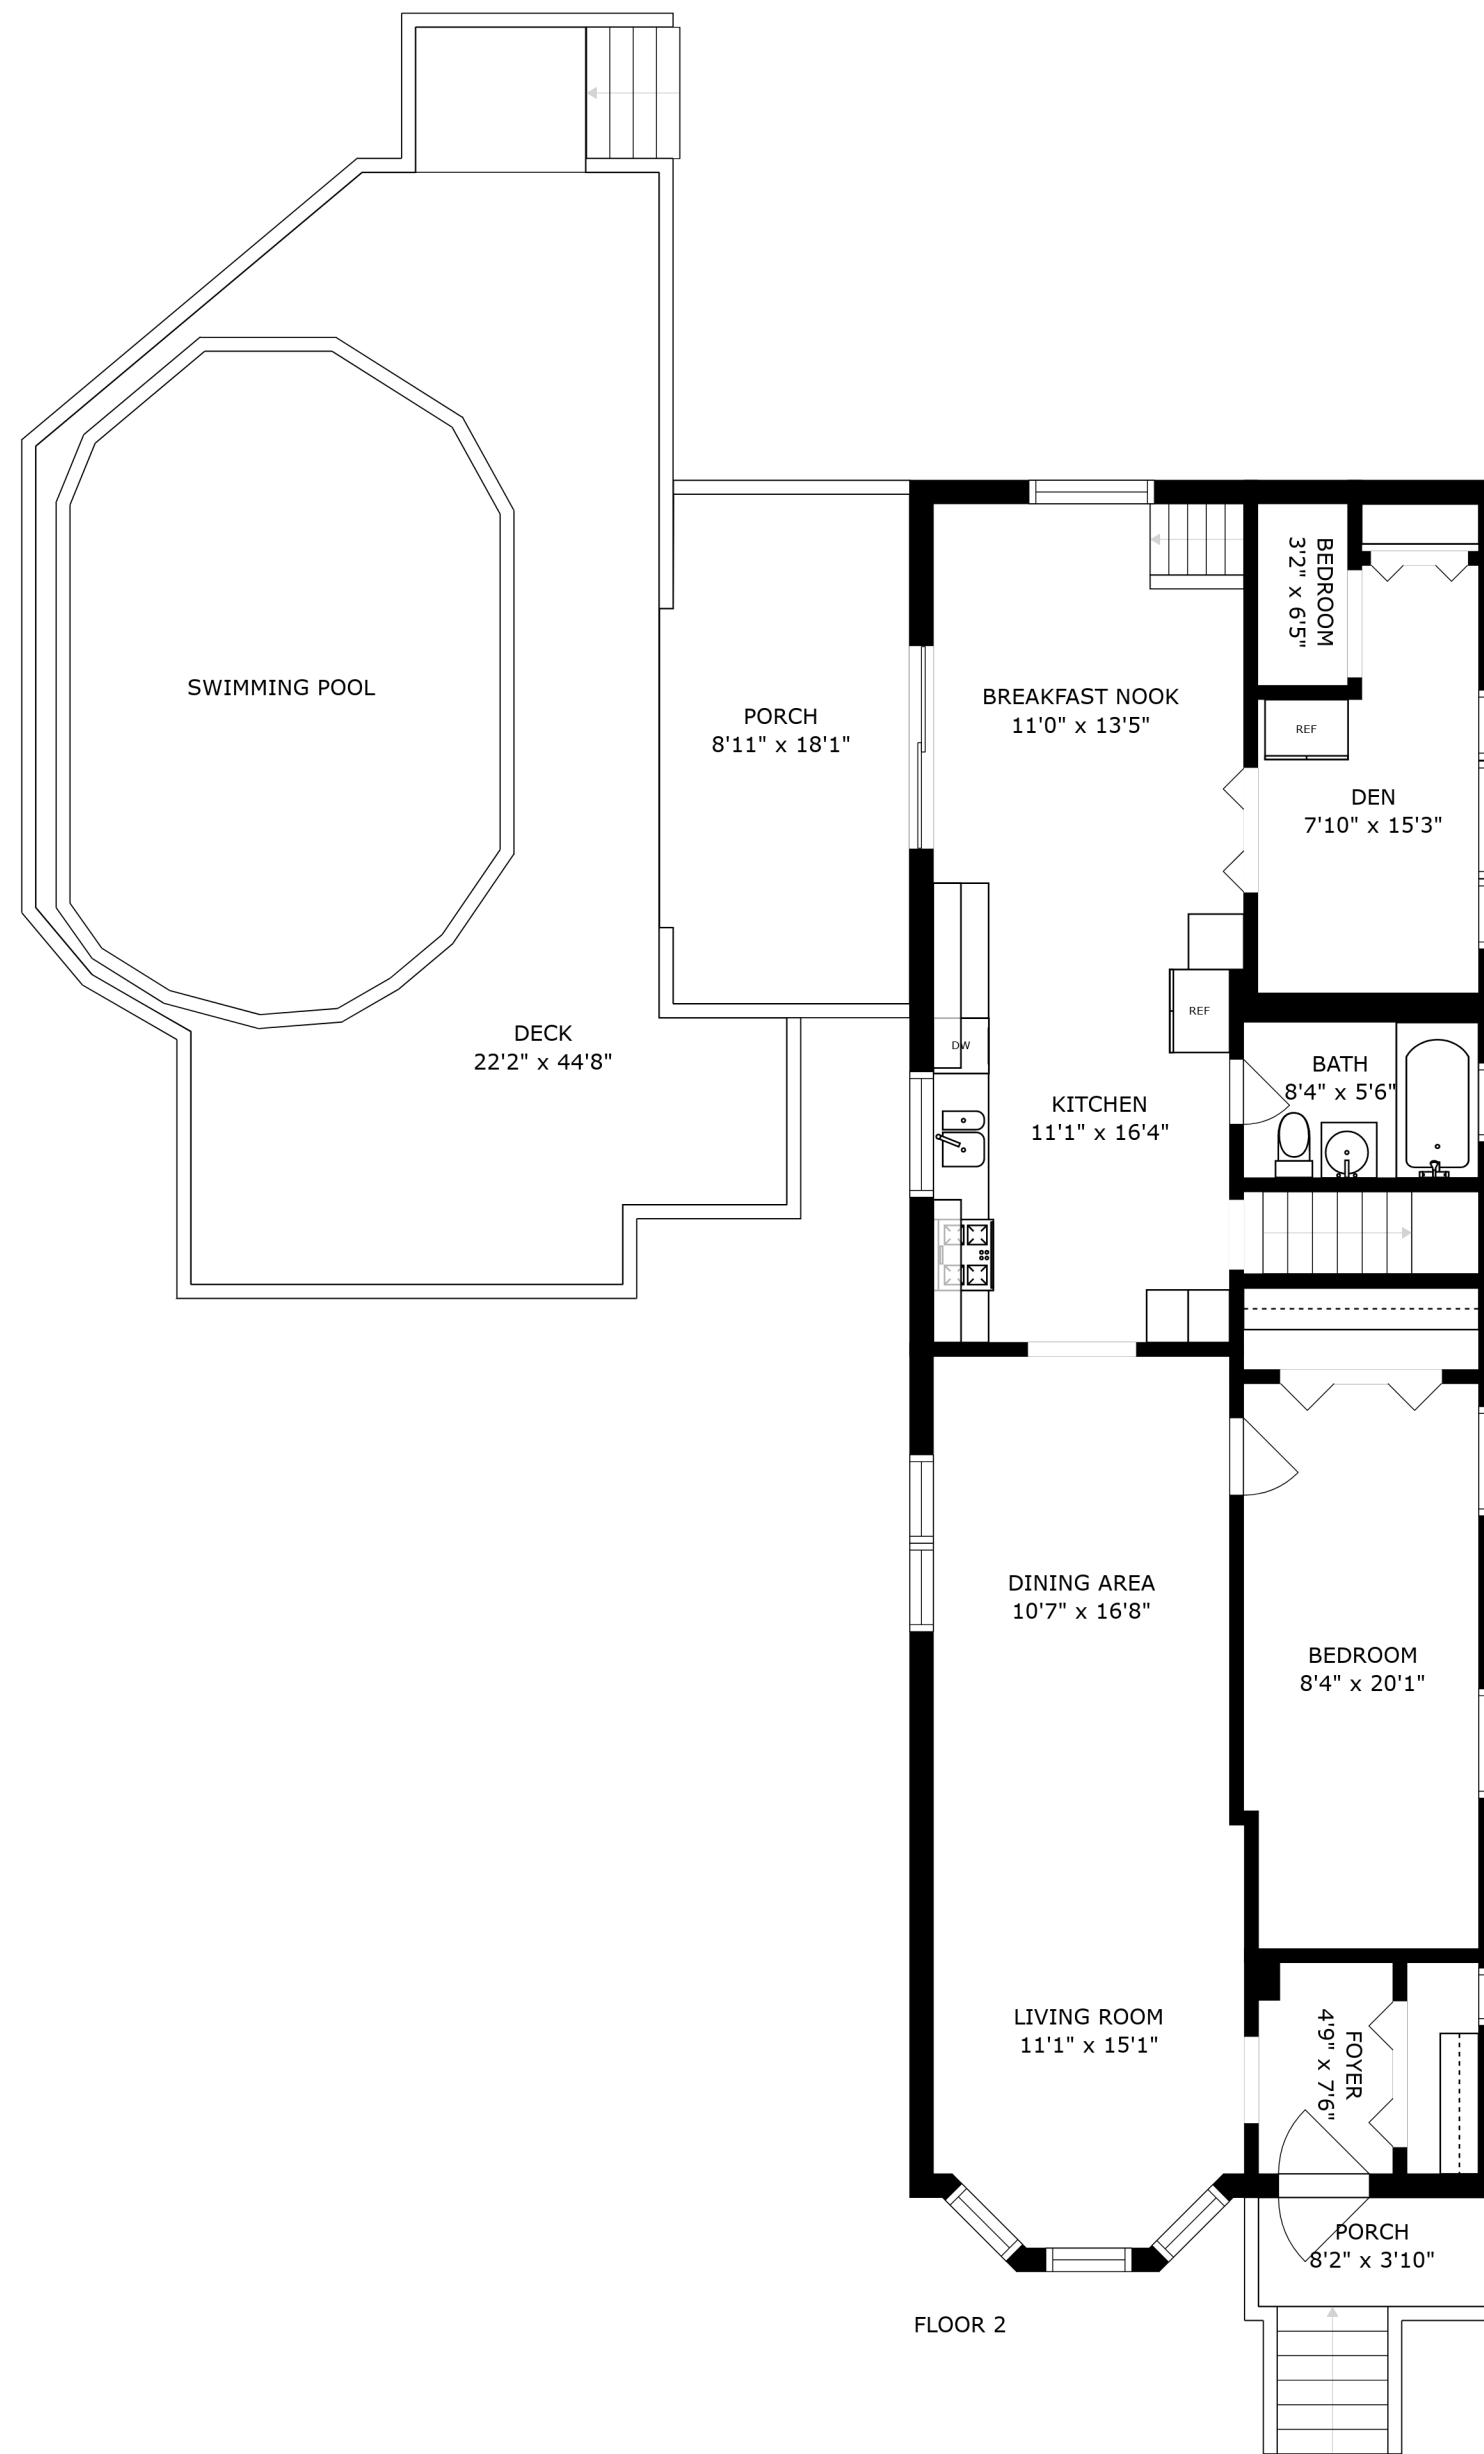 SWIMMING POOL
PORCH
8'11" x 18'1"
BREAKFAST NOOK
11'0" x 13'5"
BEDROOM
3'2" x 6'5"
REF
DEN
7'10" x 15'3"
DECK
22'2" x 44'8"
REF
DW
BATH
8'4" x 5'6"
KITCHEN
11'1" x 16'4"
DINING AREA
10'7" x 16'8"
BEDROOM
8'4" x 20'1"
LIVING ROOM
11'1" x 15'1"
FOYER
4'9" x 7'6"
PORCH
8'2" x 3'10"
FLOOR 2